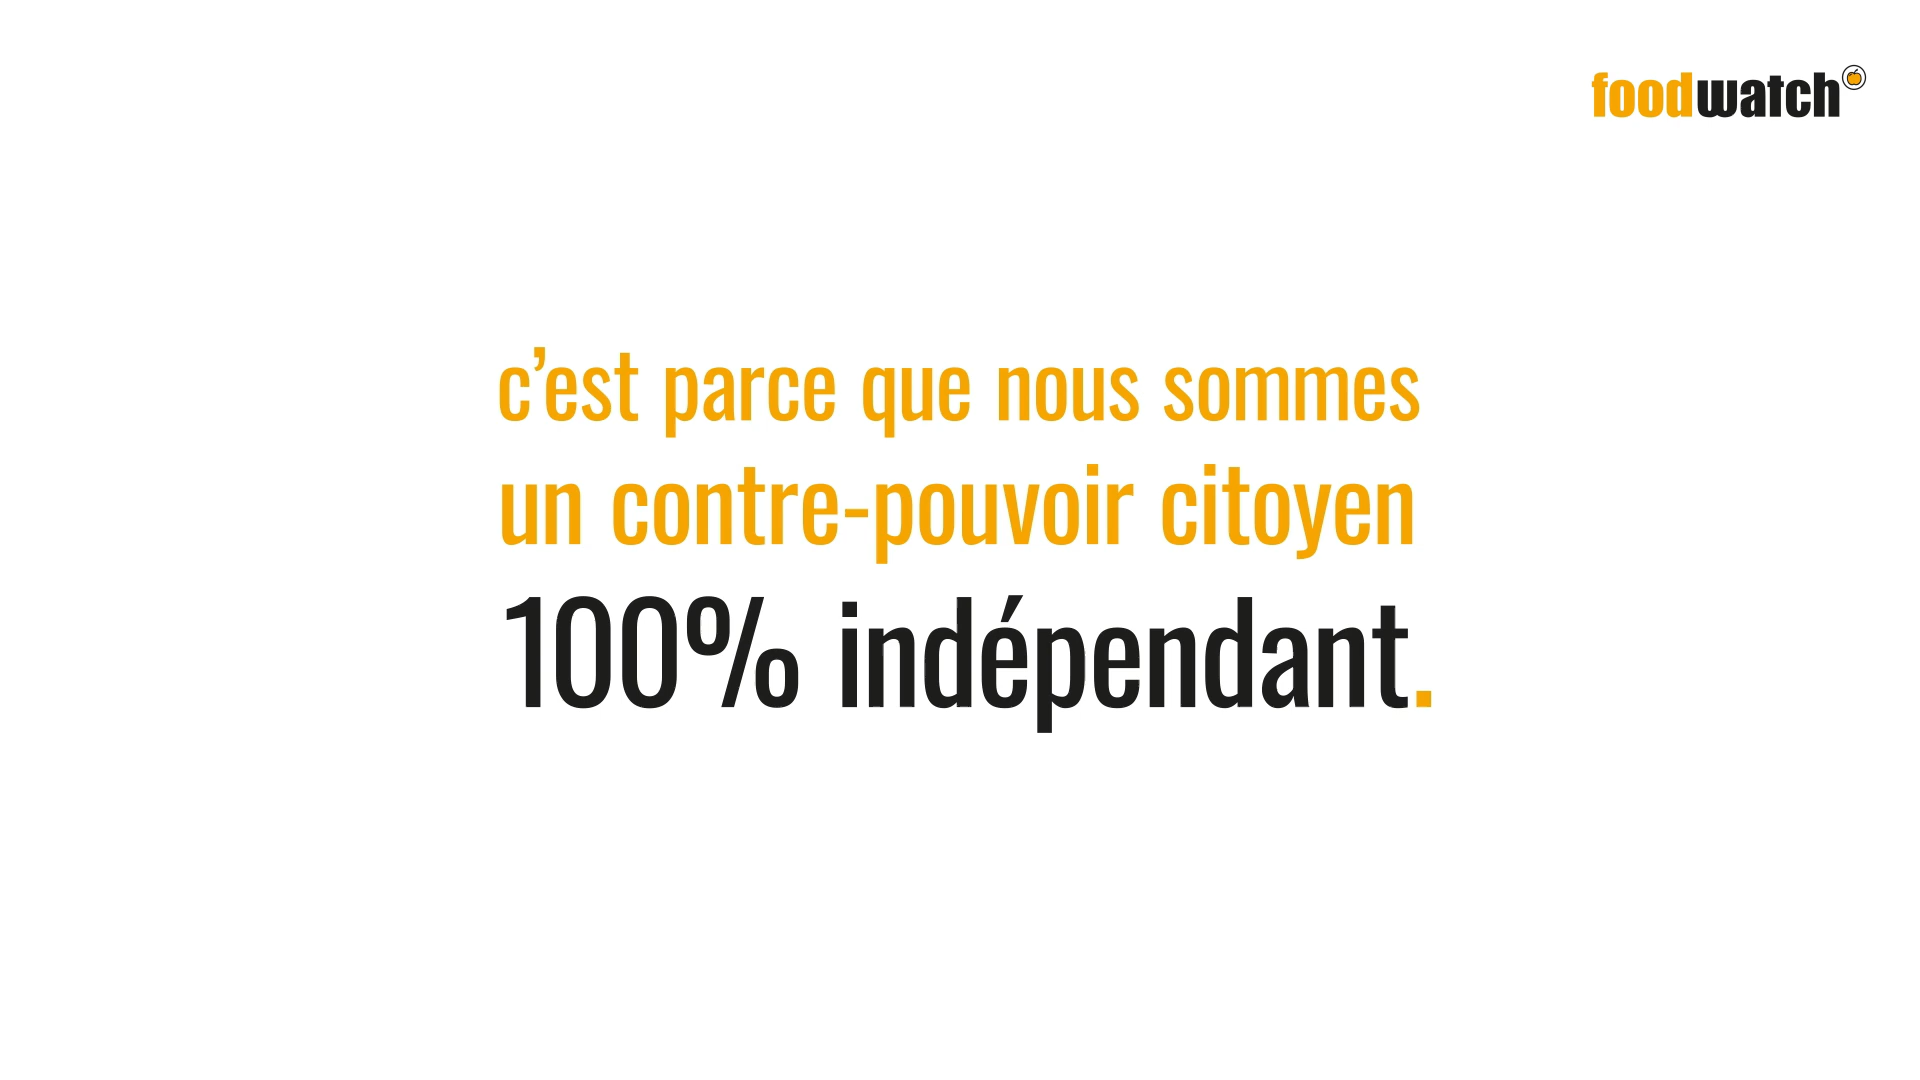 foodwatch
c’est parce que nous sommes
un contre-pouvoir citoyen
100% indépendant.